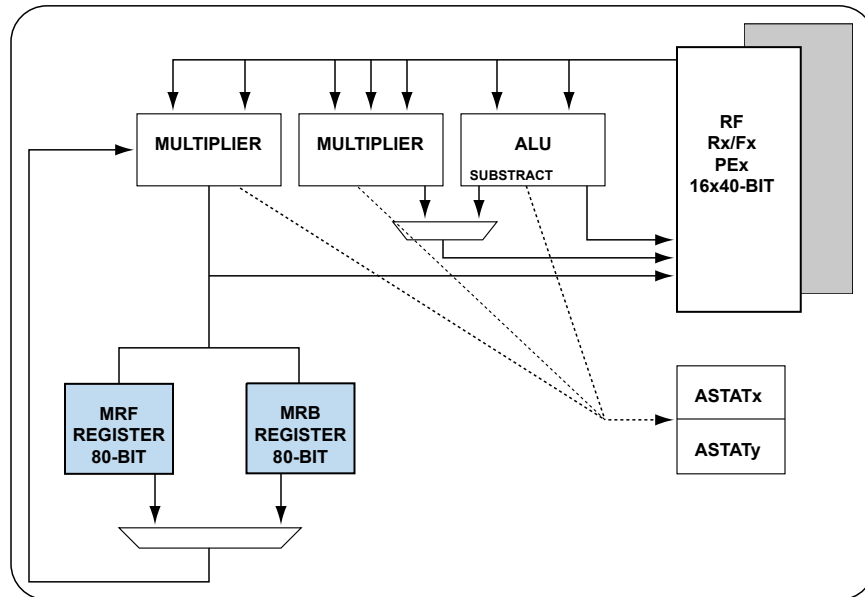 MULTIPLIER
MULTIPLIER
ALU
SUBSTRACT
RF
Rx/Fx
PEx
16x40-BIT
MRF
REGISTER
80-BIT
MRB
REGISTER
80-BIT
ASTATx
ASTATy